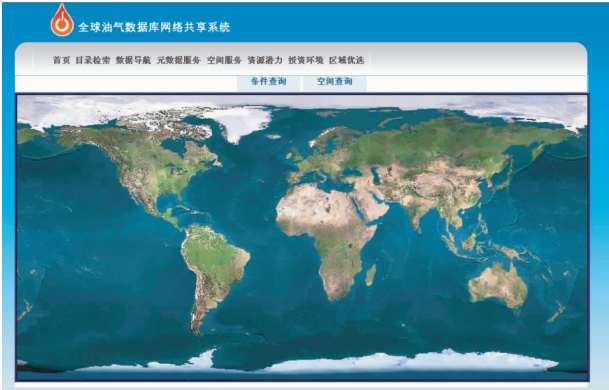 全球油气数据库网络共享系统
首页 目录检索 数据导航 元数据服务 空间服务 资源潜力 投资环境 区域优选
条件查询 空间查询